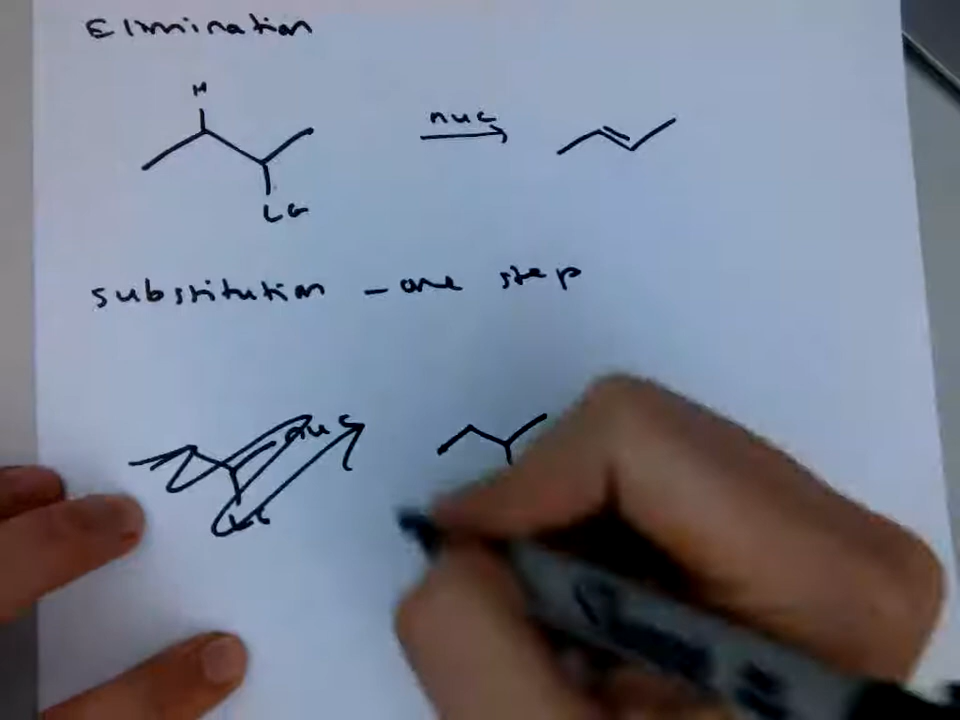 Elimination
H
nuc
LG
substitution - one step
nuc
LG